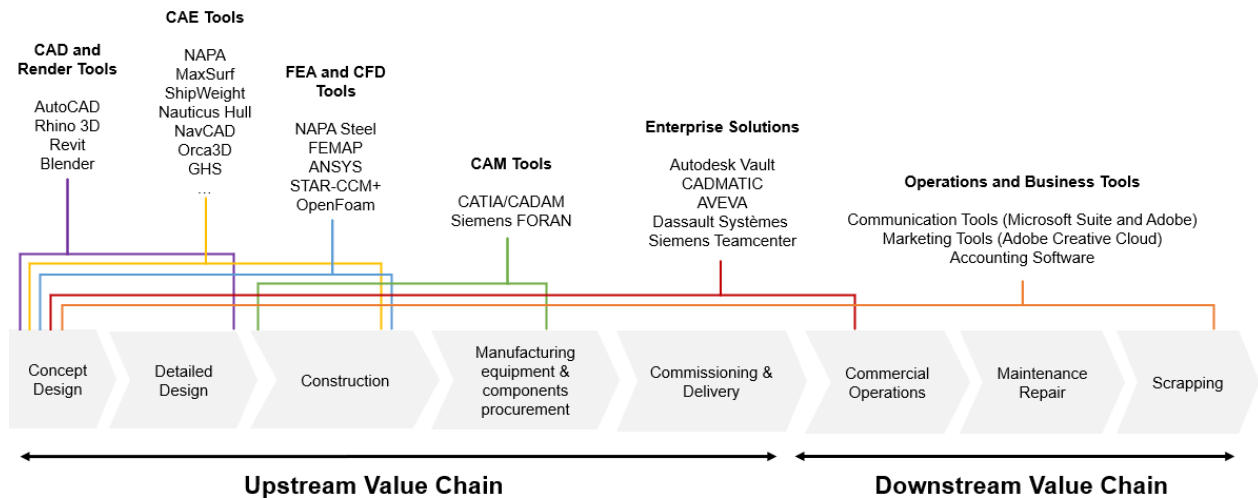 CAD and
Render Tools
AutoCAD
Rhino 3D
Revit
Blender
CAE Tools
NAPA
MaxSurf
ShipWeight
Nauticus Hull
NavCAD
Orca3D
GHS
...
FEA and CFD
Tools
NAPA Steel
FEMAP
ANSYS
STAR-CCM+
OpenFoam
CAM Tools
CATIA/CADAM
Siemens FORAN
Enterprise Solutions
Autodesk Vault
CADMATIC
AVEVA
Dassault Systèmes
Siemens Teamcenter
Operations and Business Tools
Communication Tools (Microsoft Suite and Adobe)
Marketing Tools (Adobe Creative Cloud)
Accounting Software
Concept
Design
Detailed
Design
Construction
Manufacturing
equipment &
components
procurement
Commissioning &
Delivery
Commercial
Operations
Maintenance
Repair
Scrapping
Upstream Value Chain
Downstream Value Chain